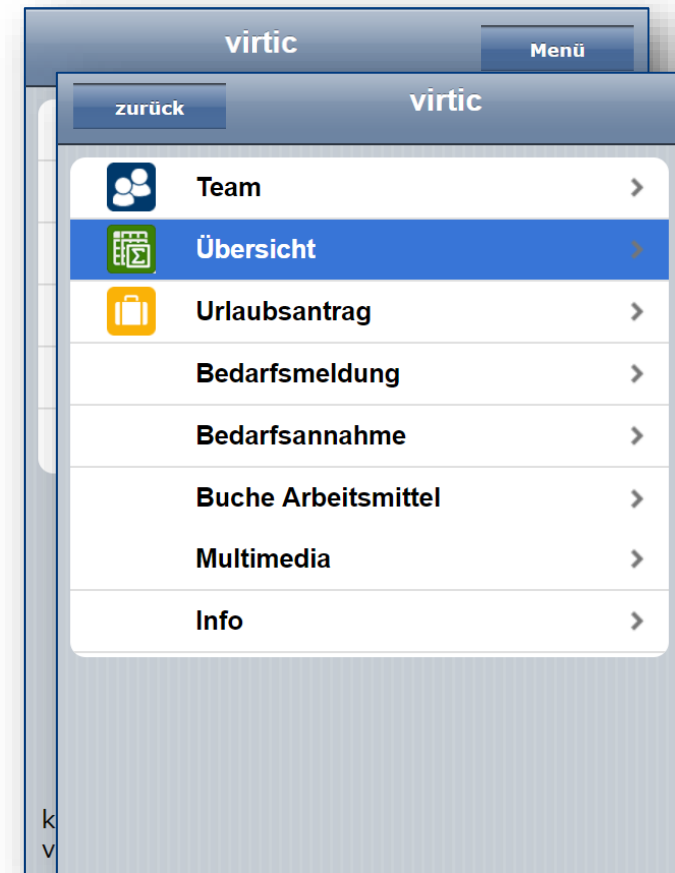 virtic
Menü
zurück
virtic
Team
Übersicht
Urlaubsantrag
Bedarfsmeldung
Bedarfsannahme
Buche Arbeitsmittel
Multimedia
Info
k
v